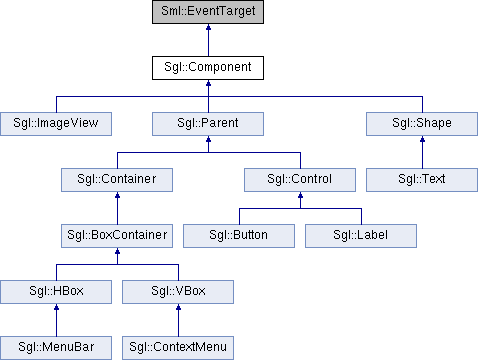 Sml::EventTarget
Sgl::Component
Sgl::ImageView
Sgl::Parent
Sgl::Shape
Sgl::Container
Sgl::Control
Sgl::Text
Sgl::BoxContainer
Sgl::Button
Sgl::Label
Sgl::HBox
Sgl::VBox
Sgl::MenuBar
Sgl::ContextMenu